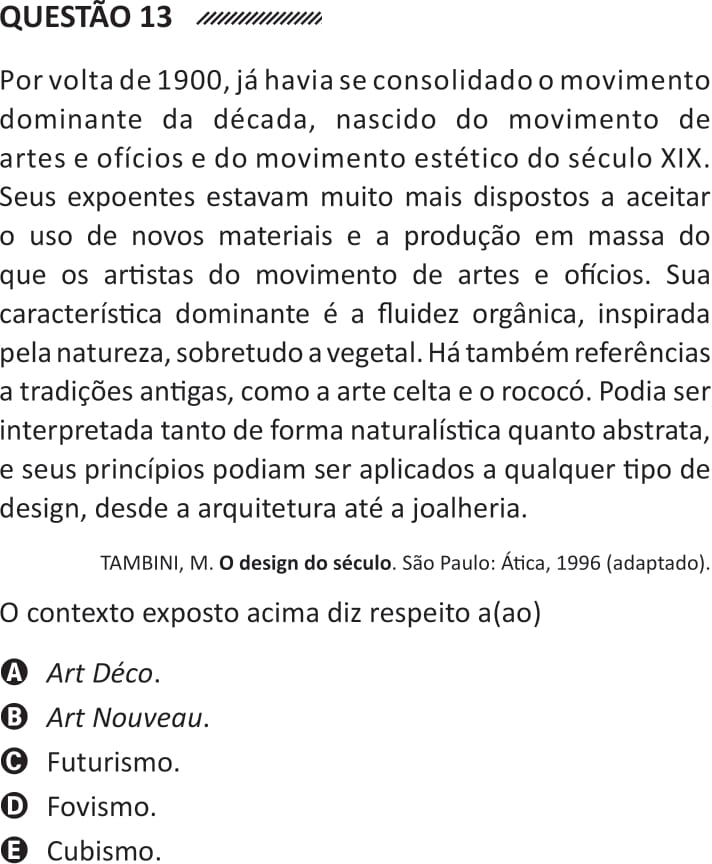 QUESTÃO 13
Por volta de 1900, já havia se consolidado o movimento
dominante da década, nascido do movimento de
artes e ofícios e do movimento estético do século XIX.
Seus expoentes estavam muito mais dispostos a aceitar
o uso de novos materiais e a produção em massa do
que os artistas do movimento de artes e ofícios. Sua
característica dominante é a fluidez orgânica, inspirada
pela natureza, sobretudo a vegetal. Há também referências
a tradições antigas, como a arte celta e o rococó. Podia ser
interpretada tanto de forma naturalística quanto abstrata,
e seus princípios podiam ser aplicados a qualquer tipo de
design, desde a arquitetura até a joalheria.
TAMBINI, M. O design do século. São Paulo: Ática, 1996 (adaptado).
O contexto exposto acima diz respeito a(ao)
A Art Déco.
B Art Nouveau.
C Futurismo.
D Fovismo.
E Cubismo.